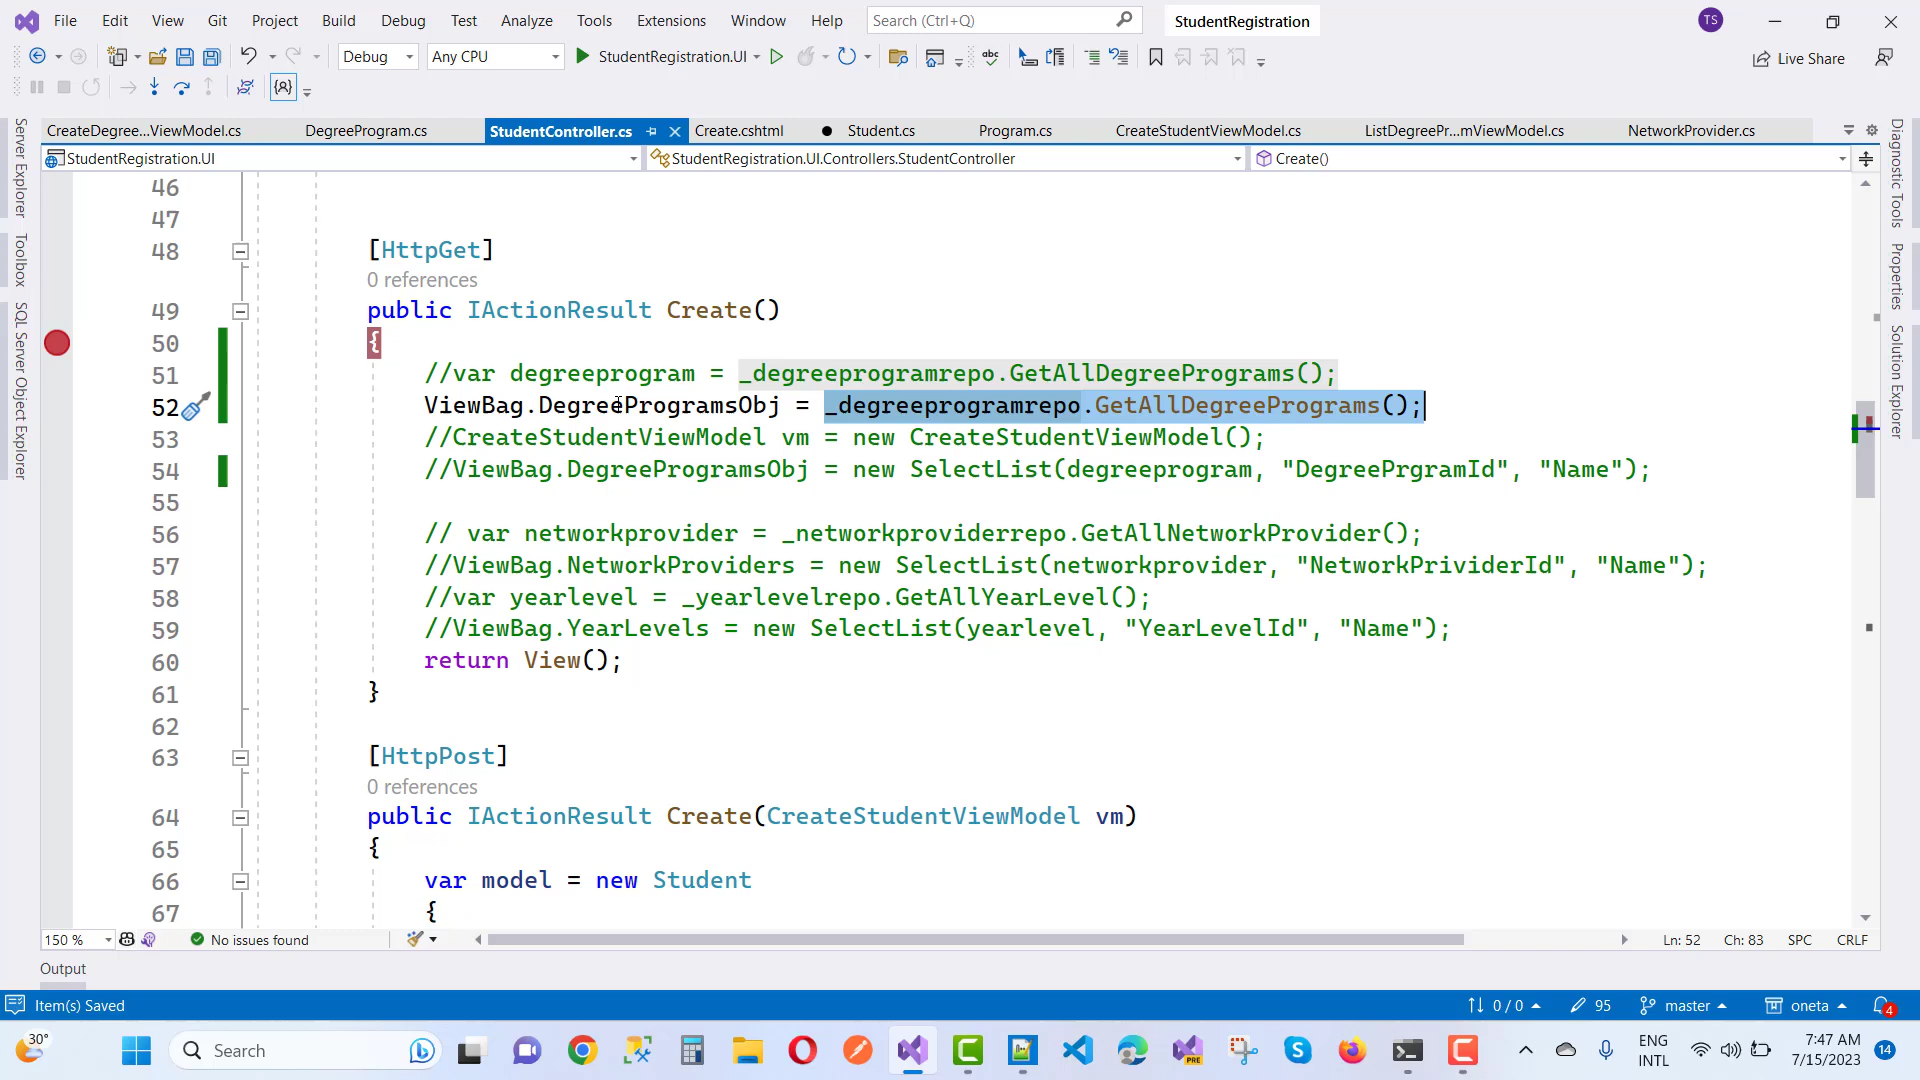 File Edit View Git Project Build Debug Test Analyze Tools Extensions Window Help Search (Ctrl+Q) StudentRegistration TS
Debug Any CPU StudentRegistration.UI abc Live Share
CreateDegree...ViewModel.cs DegreeProgram.cs StudentController.cs Create.cshtml Student.cs Program.cs CreateStudentViewModel.cs ListDegreePr...mViewModel.cs NetworkProvider.cs
StudentRegistration.UI StudentRegistration.UI.Controllers.StudentController Create()
Server Explorer
Toolbox
SQL Server Object Explorer
Diagnostic Tools
Properties
Solution Explorer
46
47
48 [HttpGet]
0 references
49 public IActionResult Create()
50 {
51 //var degreeprogram = _degreeprogramrepo.GetAllDegreePrograms();
52 ViewBag.DegreeProgramsObj = _degreeprogramrepo.GetAllDegreePrograms();
53 //CreateStudentViewModel vm = new CreateStudentViewModel();
54 //ViewBag.DegreeProgramsObj = new SelectList(degreeprogram, "DegreePrgramId", "Name");
55
56 // var networkprovider = _networkproviderrepo.GetAllNetworkProvider();
57 //ViewBag.NetworkProviders = new SelectList(networkprovider, "NetworkPrividerId", "Name");
58 //var yearlevel = _yearlevelrepo.GetAllYearLevel();
59 //ViewBag.YearLevels = new SelectList(yearlevel, "YearLevelId", "Name");
60 return View();
61 }
62
63 [HttpPost]
0 references
64 public IActionResult Create(CreateStudentViewModel vm)
65 {
66 var model = new Student
67 {
150 % No issues found Ln: 52 Ch: 83 SPC CRLF
Output
Item(s) Saved 0 / 0 95 master oneta 4
30° Search PRE ENG INTL 7:47 AM 7/15/2023 14